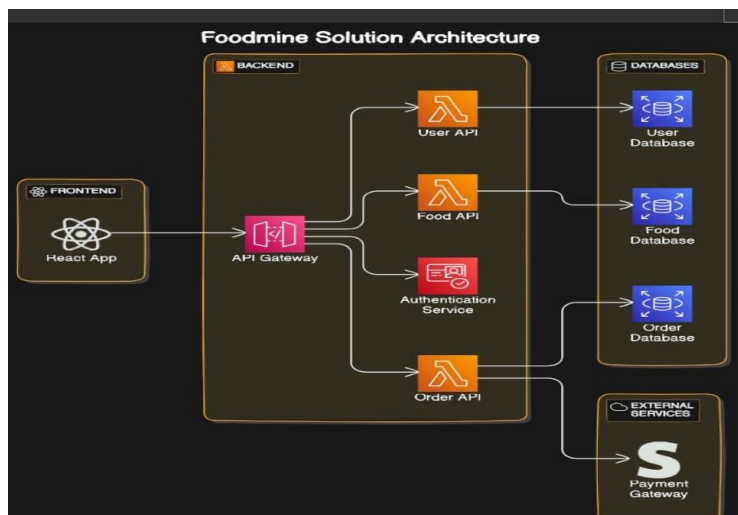 Foodmine Solution Architecture
BACKEND
DATABASES
User API
User
Database
FRONTEND
Food API
Food
Database
React App
API Gateway
Authentication
Service
Order
Database
Order API
EXTERNAL
SERVICES
Payment
Gateway